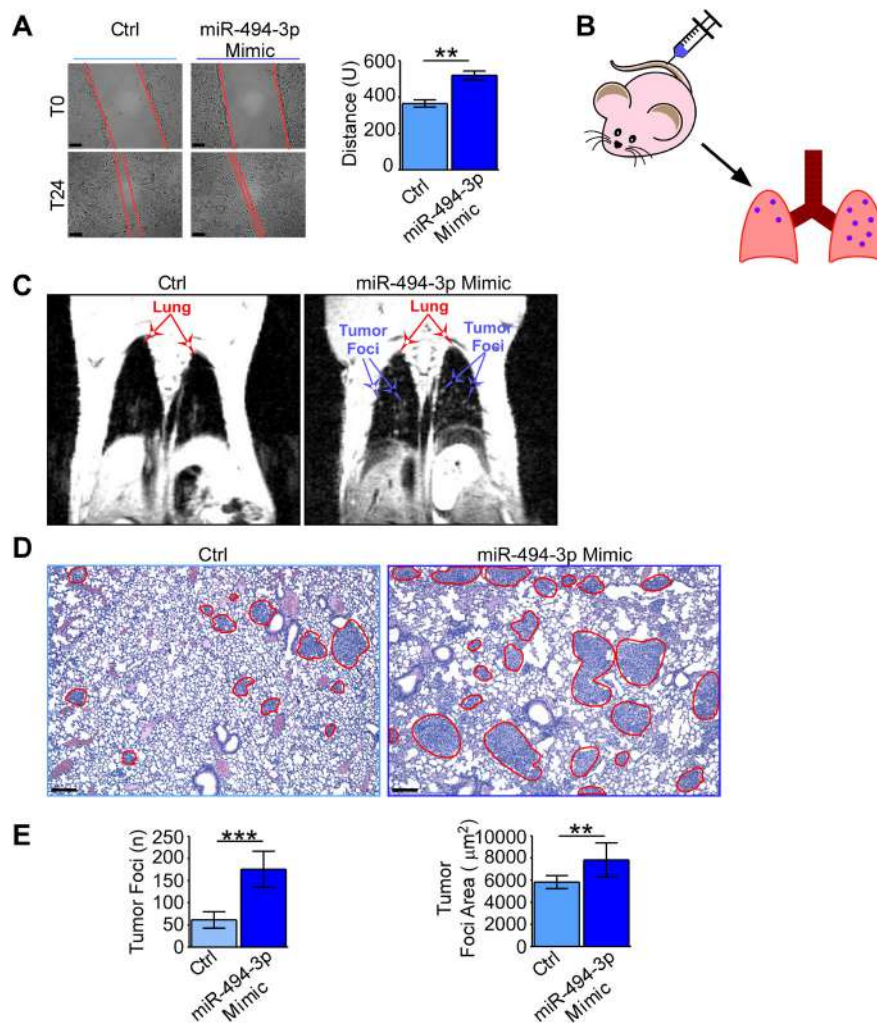 A
Ctrl
miR-494-3p
Mimic
T0
T24
Distance (U)
600
400
200
0
**
Ctrl
miR-494-3p
Mimic
B
C
Ctrl
miR-494-3p Mimic
Lung
Lung
Tumor
Foci
Tumor
Foci
D
Ctrl
miR-494-3p Mimic
E
Tumor Foci (n)
250
200
150
100
50
0
***
Ctrl
miR-494-3p
Mimic
Tumor
Foci Area ( μm²)
10000
8000
6000
4000
2000
0
**
Ctrl
miR-494-3p
Mimic